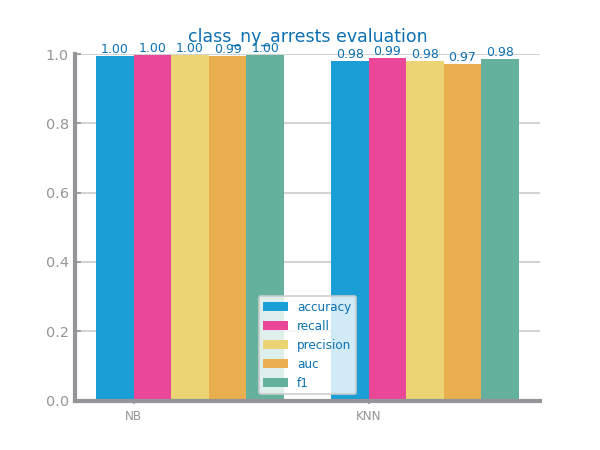 class_ny_arrests evaluation
1.00 1.00 1.00 0.99 1.00 0.98 0.99 0.98 0.97 0.98
1.0
0.8
0.6
0.4
0.2
0.0
accuracy
recall
precision
auc
f1
NB KNN